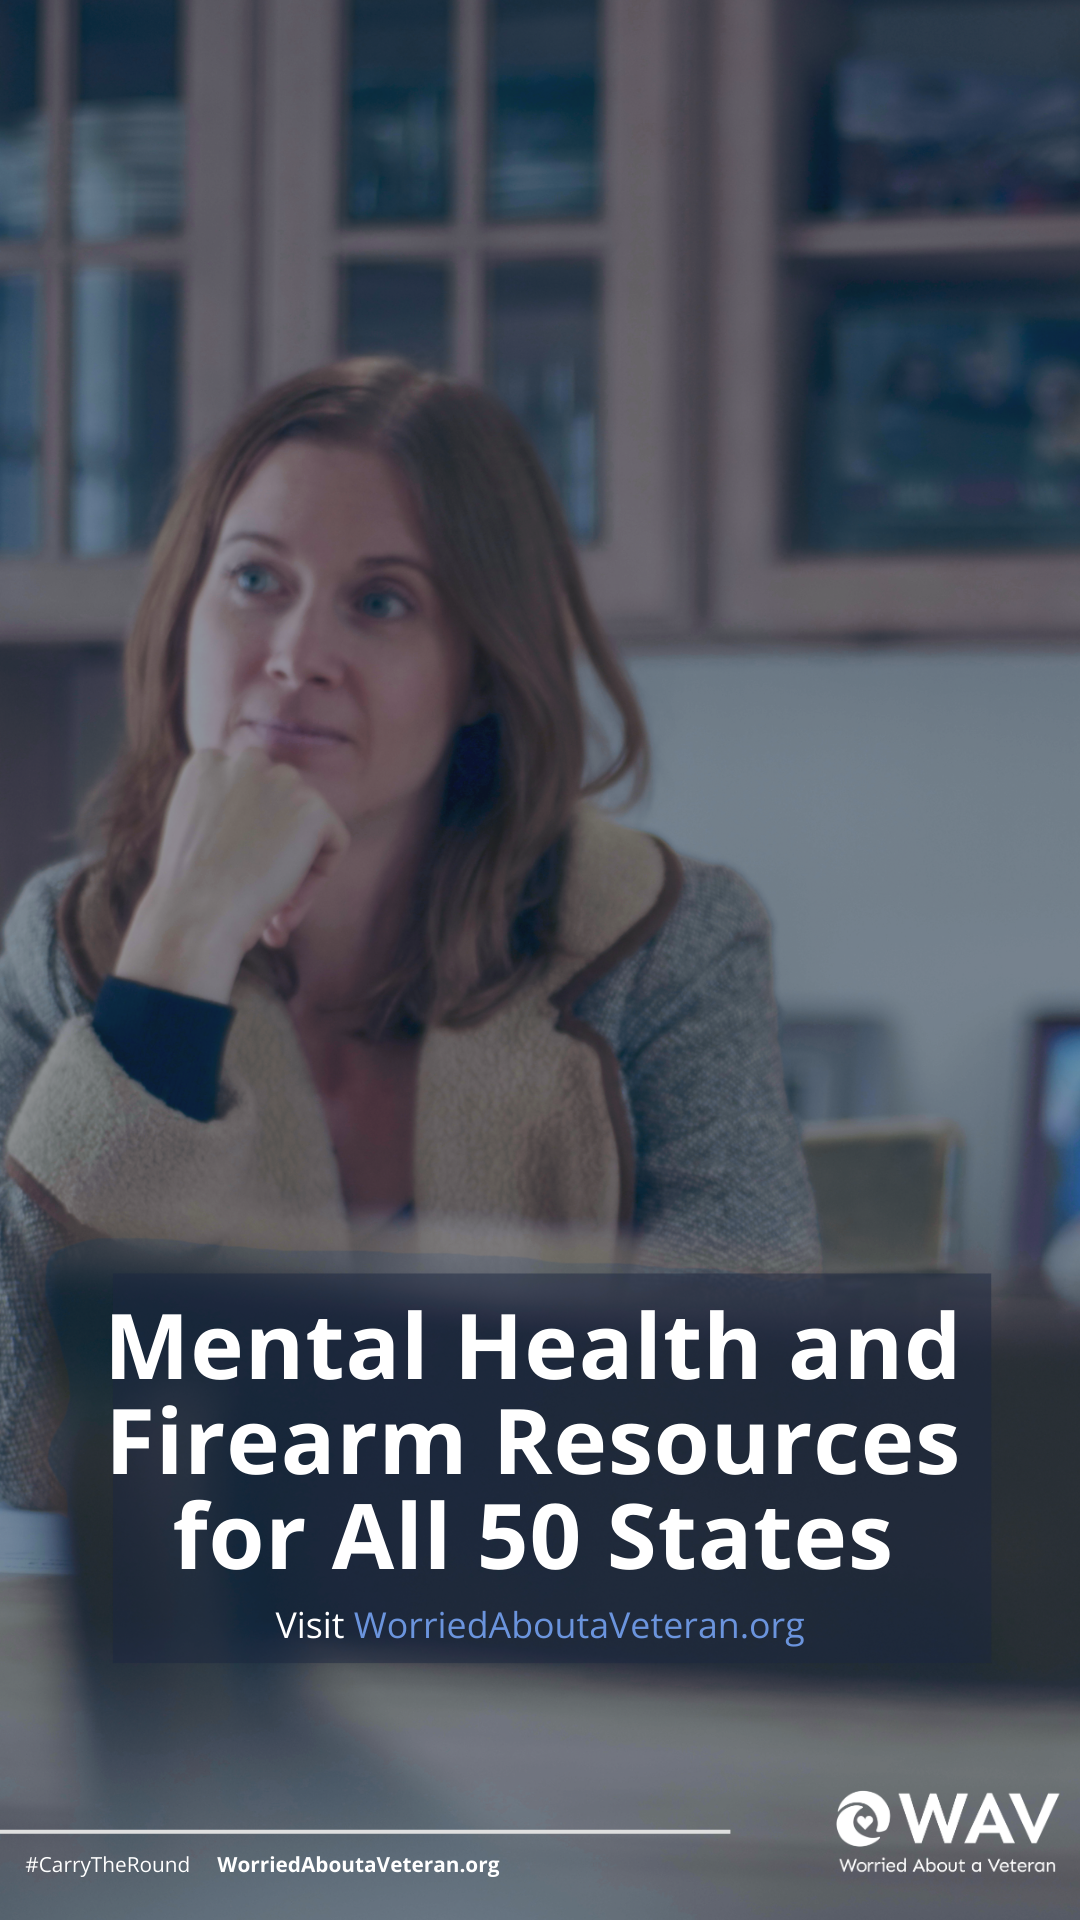 Mental Health and
Firearm Resources
for All 50 States
Visit WorriedAboutaVeteran.org
WAV
Worried About a Veteran
#CarryTheRound WorriedAboutaVeteran.org